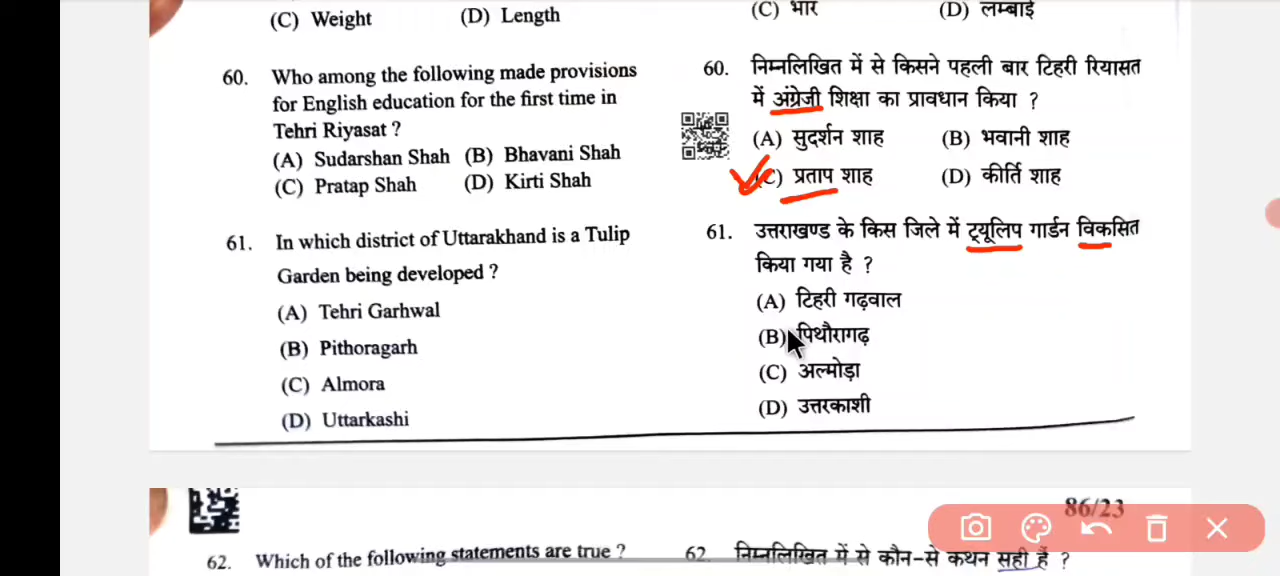 (C) Weight
(D) Length
60. Who among the following made provisions
for English education for the first time in
Tehri Riyasat ?
(A) Sudarshan Shah (B) Bhavani Shah
(C) Pratap Shah (D) Kirti Shah
61. In which district of Uttarakhand is a Tulip
Garden being developed ?
(A) Tehri Garhwal
(B) Pithoragarh
(C) Almora
(D) Uttarkashi
(C) भार
(D) लम्बाई
60. निम्नलिखित में से किसने पहली बार टिहरी रियासत
में अंग्रेजी शिक्षा का प्रावधान किया ?
(A) सुदर्शन शाह (B) भवानी शाह
(C) प्रताप शाह (D) कीर्ति शाह
61. उत्तराखण्ड के किस जिले में ट्यूलिप गार्डन विकसित
किया गया है ?
(A) टिहरी गढ़वाल
(B) पिथौरागढ़
(C) अल्मोड़ा
(D) उत्तरकाशी
86/23
62. Which of the following statements are true ?
62. निम्नलिखित में से कौन-से कथन सही हैं ?